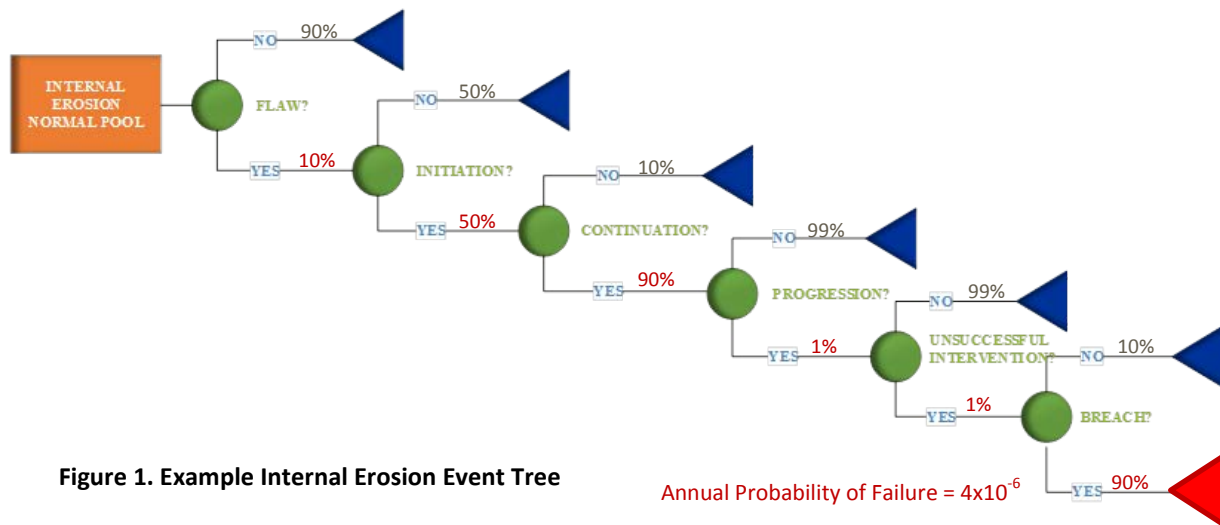 NO 90%
INTERNAL
EROSION
NORMAL POOL
FLAW?
NO 50%
YES 10%
INITIATION?
NO 10%
YES 50%
CONTINUATION?
NO 99%
YES 90%
PROGRESSION?
NO 99%
UNSUCCESSFUL
INTERVENTION?
YES 1%
NO 10%
YES 1%
BREACH?
Figure 1. Example Internal Erosion Event Tree
Annual Probability of Failure = 4x10⁻⁶
YES 90%